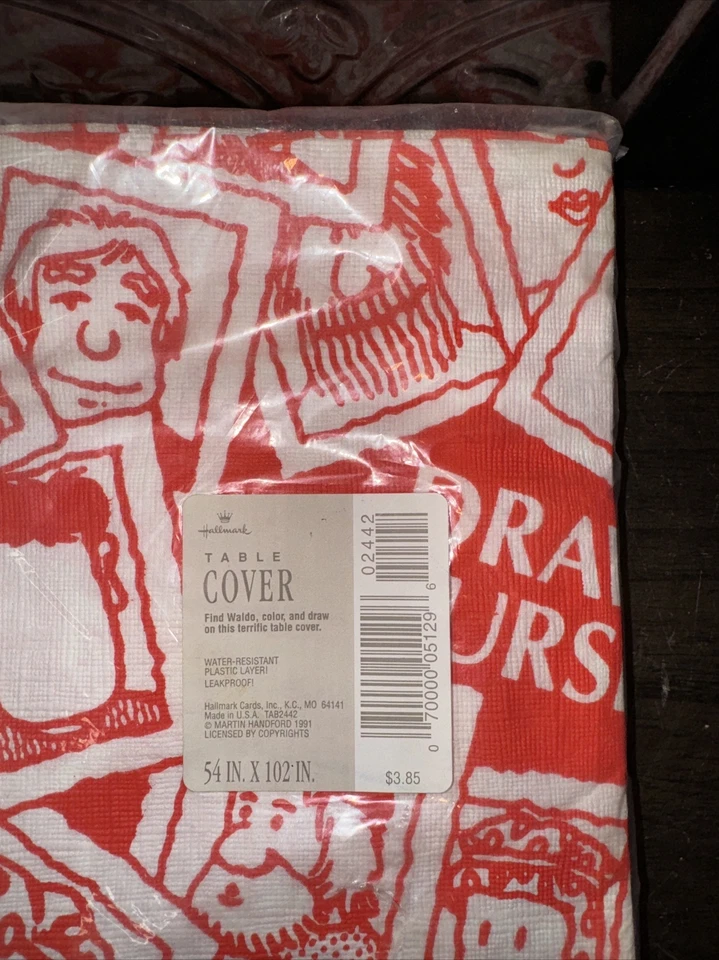 Hallmark
TABLE
COVER
Find Waldo, color, and draw
on this terrific table cover.
WATER-RESISTANT
PLASTIC LAYER!
LEAKPROOF!
Hallmark Cards, Inc., K.C., MO 64141
Made in U.S.A. TAB2442
© MARTIN HANDFORD 1991
LICENSED BY COPYRIGHTS
54 IN. X 102 IN.
$3.85
02442
0 70000 05129 6
DRA
URS